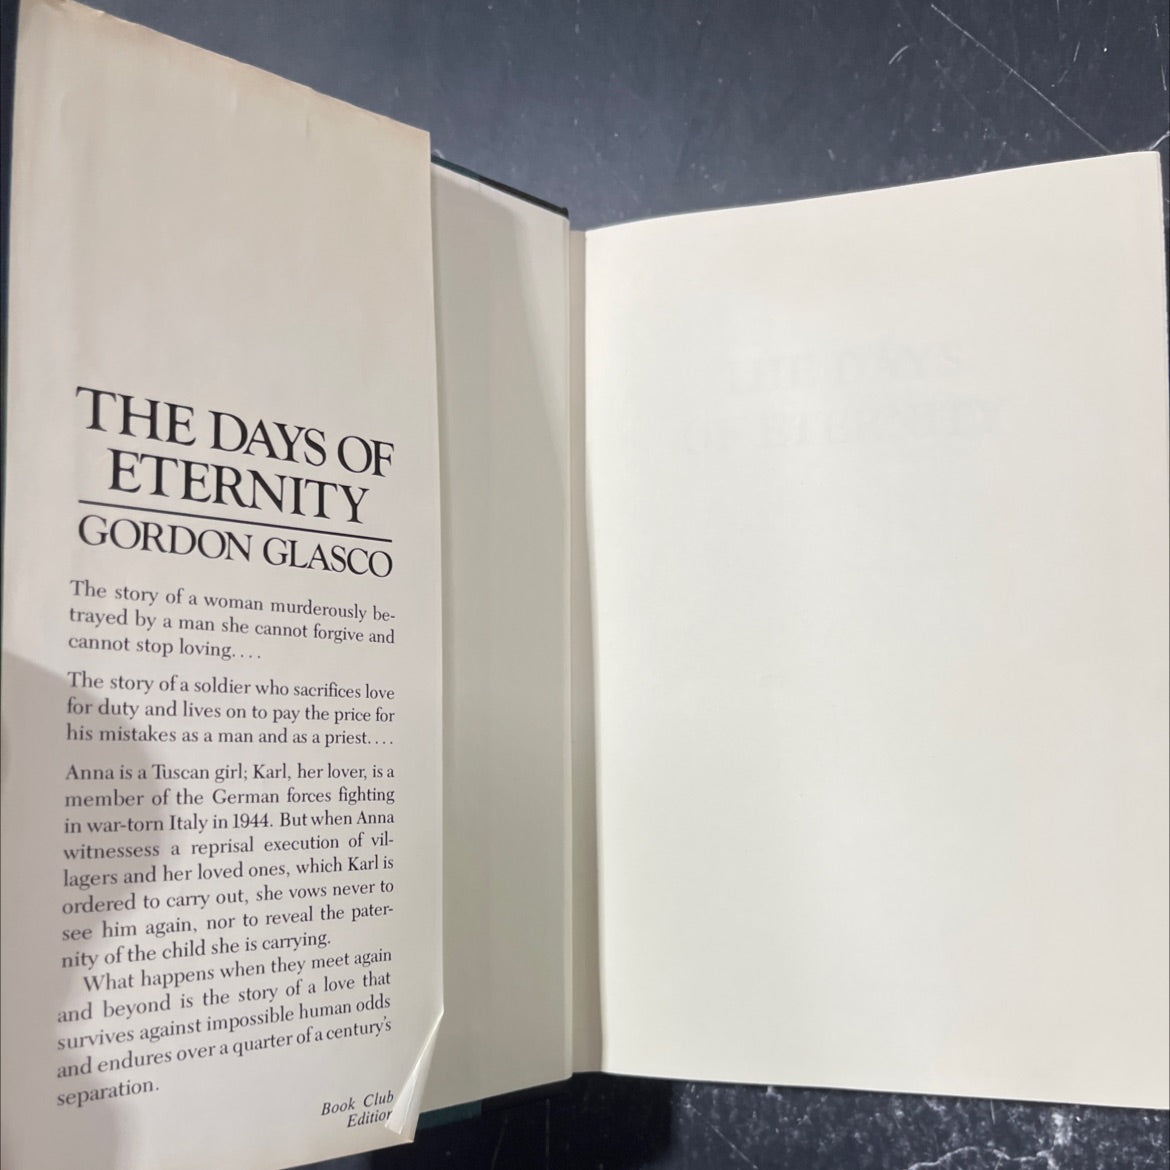 THE DAYS OF
ETERNITY
GORDON GLASCO
The story of a woman murderously be-
trayed by a man she cannot forgive and
cannot stop loving....
The story of a soldier who sacrifices love
for duty and lives on to pay the price for
his mistakes as a man and as a priest....
Anna is a Tuscan girl; Karl, her lover, is a
member of the German forces fighting
in war-torn Italy in 1944. But when Anna
witnessess a reprisal execution of vil-
lagers and her loved ones, which Karl is
ordered to carry out, she vows never to
see him again, nor to reveal the pater-
nity of the child she is carrying.
What happens when they meet again
and beyond is the story of a love that
survives against impossible human odds
and endures over a quarter of a century's
separation.
Book Club
Edition
THE DAYS
OF ETERNITY